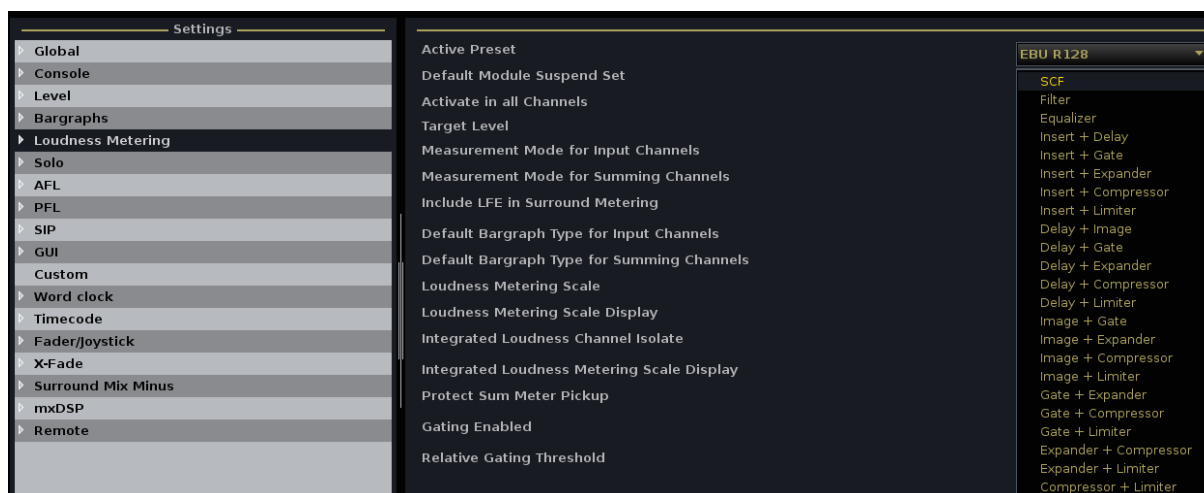 Settings
Global
Console
Level
Bargraphs
Loudness Metering
Solo
AFL
PFL
SIP
GUI
Custom
Word clock
Timecode
Fader/Joystick
X-Fade
Surround Mix Minus
mxDSP
Remote
Active Preset
Default Module Suspend Set
Activate in all Channels
Target Level
Measurement Mode for Input Channels
Measurement Mode for Summing Channels
Include LFE in Surround Metering
Default Bargraph Type for Input Channels
Default Bargraph Type for Summing Channels
Loudness Metering Scale
Loudness Metering Scale Display
Integrated Loudness Channel Isolate
Integrated Loudness Metering Scale Display
Protect Sum Meter Pickup
Gating Enabled
Relative Gating Threshold
EBU R128
SCF
Filter
Equalizer
Insert + Delay
Insert + Gate
Insert + Expander
Insert + Compressor
Insert + Limiter
Delay + Image
Delay + Gate
Delay + Expander
Delay + Compressor
Delay + Limiter
Image + Gate
Image + Expander
Image + Compressor
Image + Limiter
Gate + Expander
Gate + Compressor
Gate + Limiter
Expander + Compressor
Expander + Limiter
Compressor + Limiter